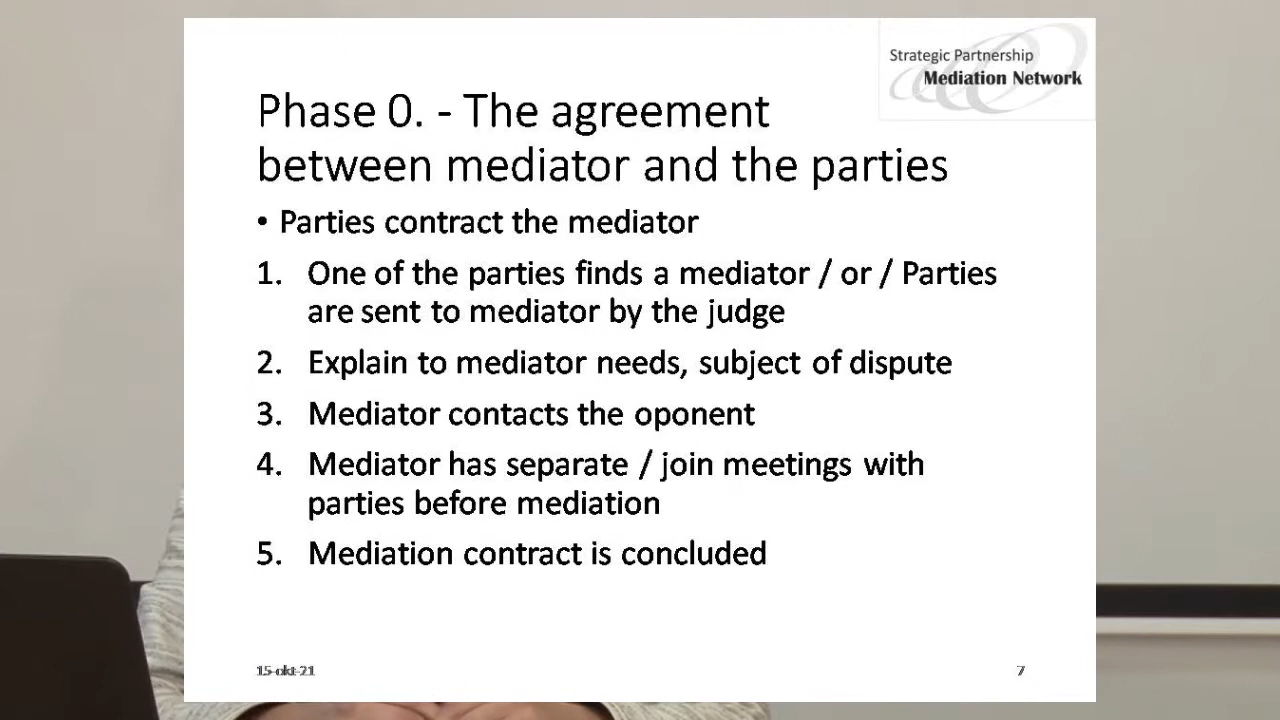 Strategic Partnership
Mediation Network
Phase 0. - The agreement
between mediator and the parties
• Parties contract the mediator
1. One of the parties finds a mediator / or / Parties
are sent to mediator by the judge
2. Explain to mediator needs, subject of dispute
3. Mediator contacts the oponent
4. Mediator has separate / join meetings with
parties before mediation
5. Mediation contract is concluded
15-okt-21
7